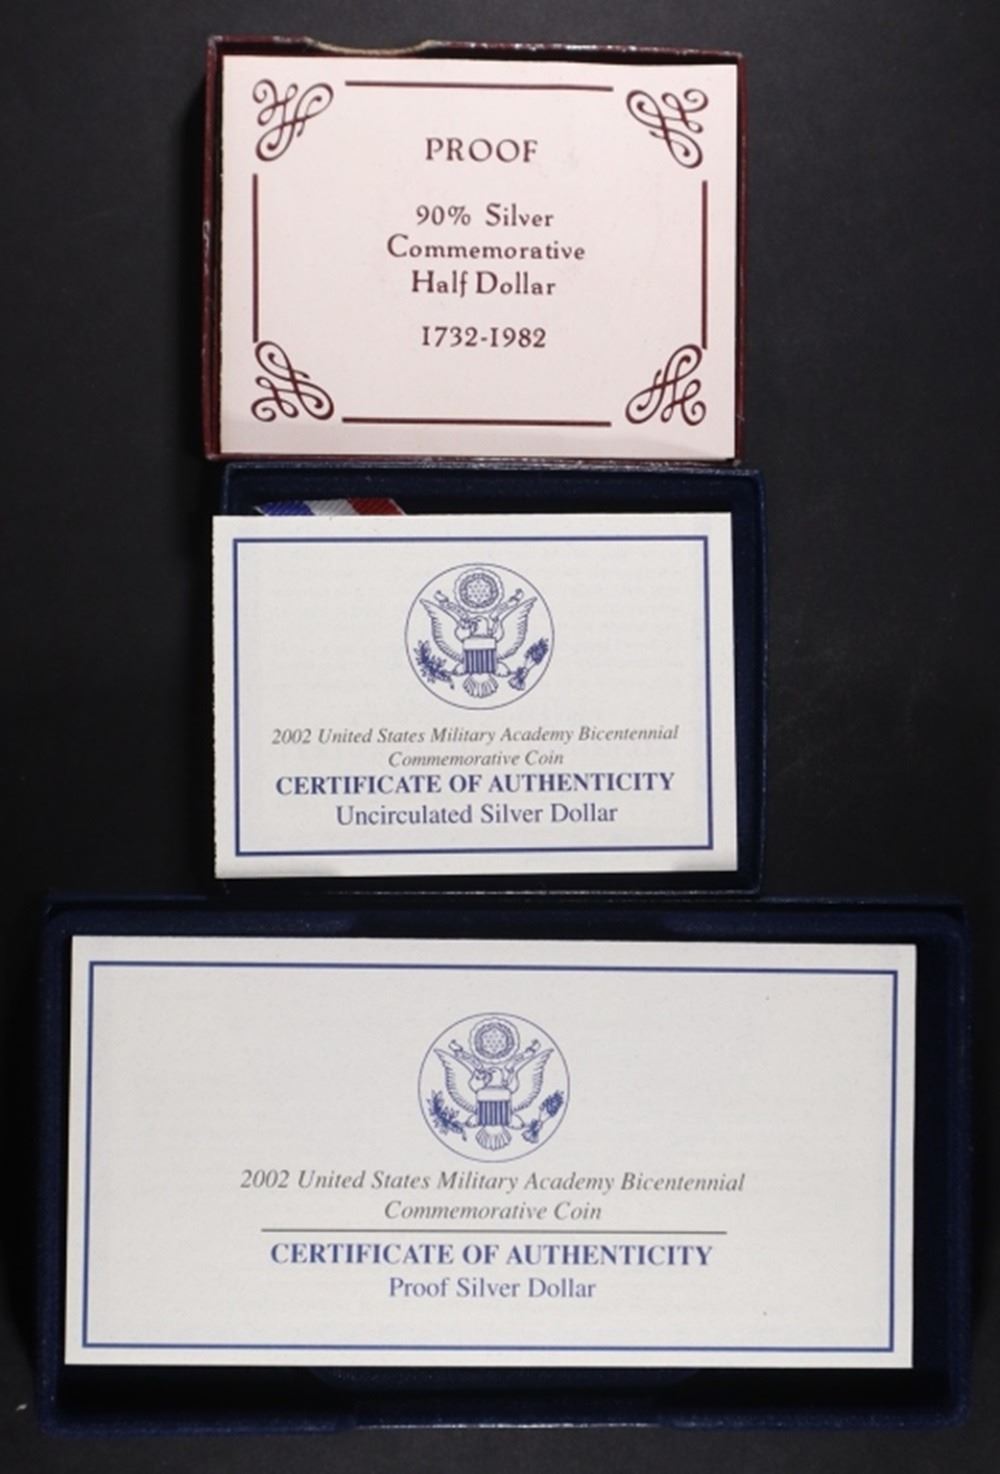 PROOF
90% Silver
Commemorative
Half Dollar
1732-1982
2002 United States Military Academy Bicentennial
Commemorative Coin
CERTIFICATE OF AUTHENTICITY
Uncirculated Silver Dollar
2002 United States Military Academy Bicentennial
Commemorative Coin
CERTIFICATE OF AUTHENTICITY
Proof Silver Dollar